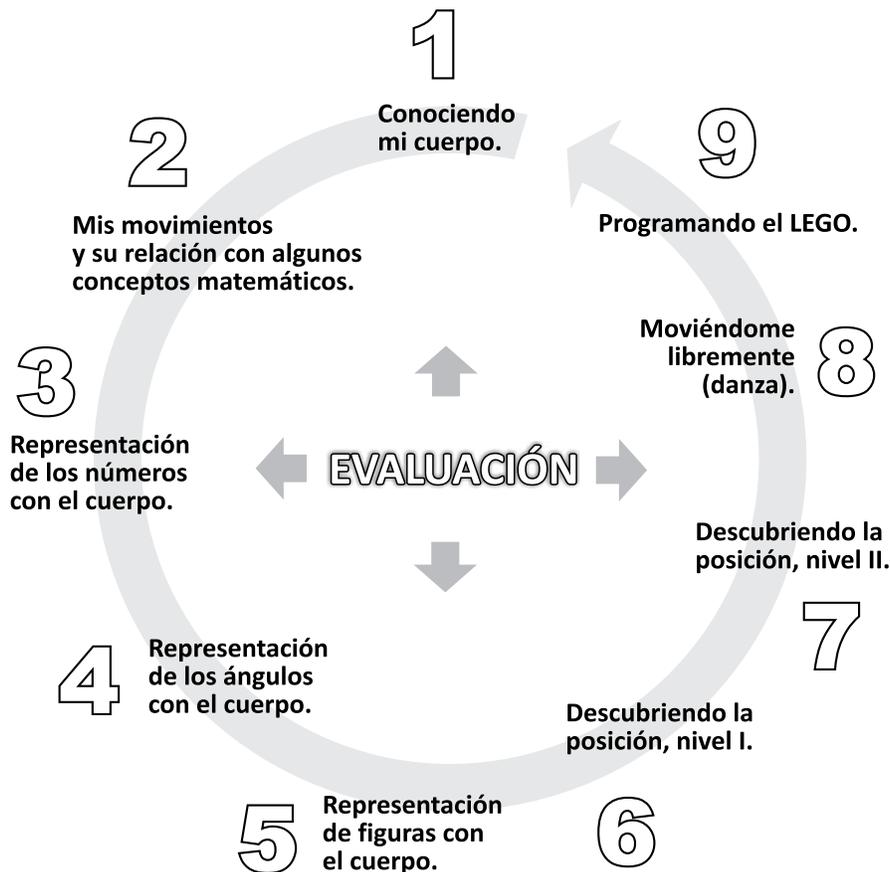 1
Conociendo
mi cuerpo.
2
Mis movimientos
y su relación con algunos
conceptos matemáticos.
3
Representación
de los números
con el cuerpo.
4
Representación
de los ángulos
con el cuerpo.
5
Representación
de figuras con
el cuerpo.
6
Descubriendo la
posición, nivel I.
7
Descubriendo la
posición, nivel II.
8
Moviéndome
libremente
(danza).
9
Programando el LEGO.
EVALUACIÓN